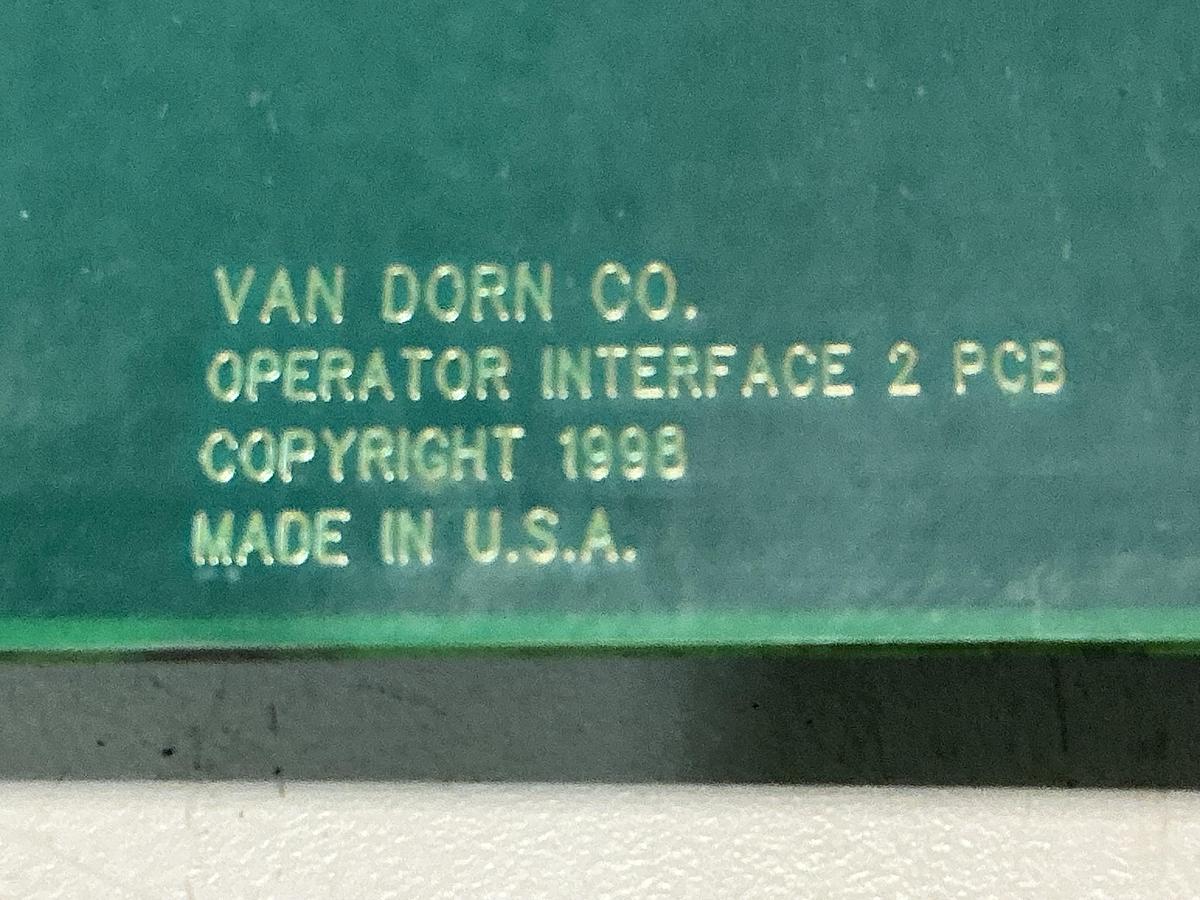 VAN DORN CO.
OPERATOR INTERFACE 2 PCB
COPYRIGHT 1998
MADE IN U.S.A.